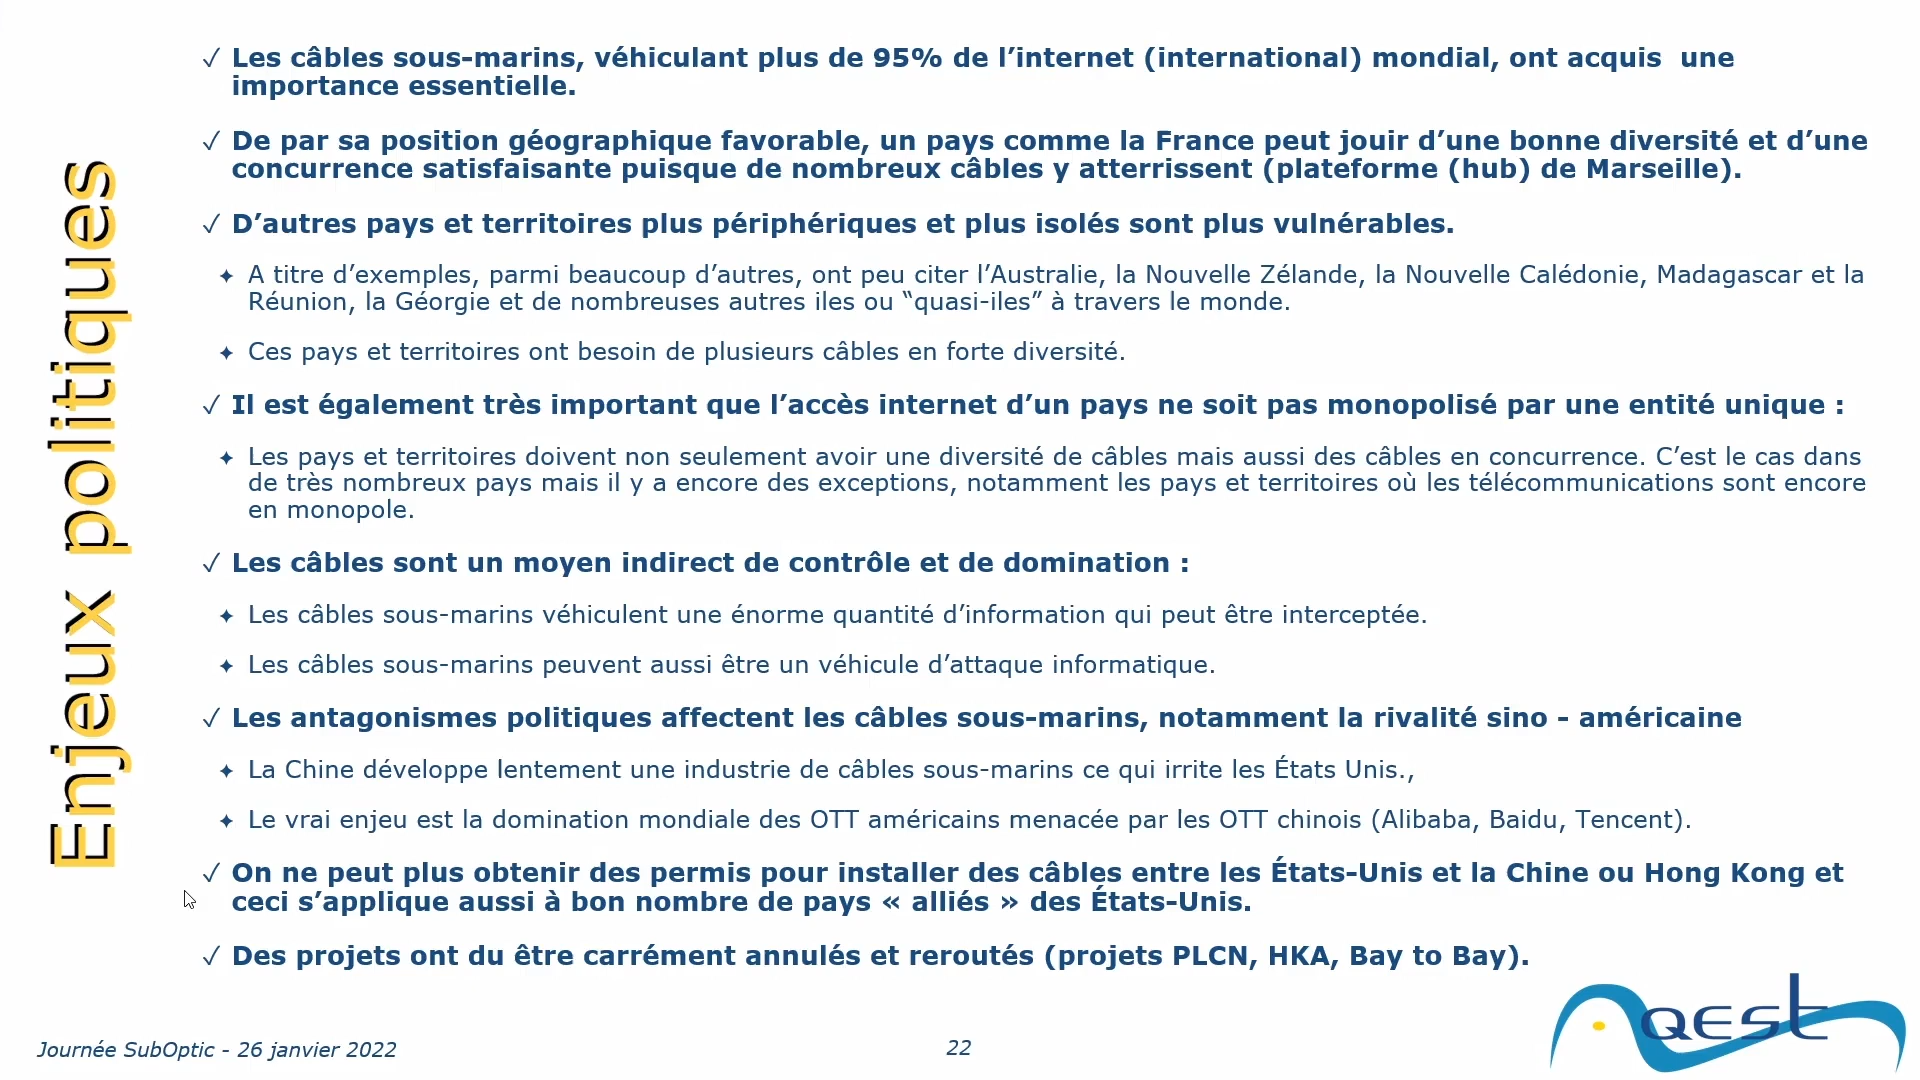 Enjeux politiques
✓ Les câbles sous-marins, véhiculant plus de 95% de l’internet (international) mondial, ont acquis une
importance essentielle.
✓ De par sa position géographique favorable, un pays comme la France peut jouir d’une bonne diversité et d’une
concurrence satisfaisante puisque de nombreux câbles y atterrissent (plateforme (hub) de Marseille).
✓ D’autres pays et territoires plus périphériques et plus isolés sont plus vulnérables.
✦ A titre d’exemples, parmi beaucoup d’autres, ont peu citer l’Australie, la Nouvelle Zélande, la Nouvelle Calédonie, Madagascar et la
Réunion, la Géorgie et de nombreuses autres iles ou “quasi-iles” à travers le monde.
✦ Ces pays et territoires ont besoin de plusieurs câbles en forte diversité.
✓ Il est également très important que l’accès internet d’un pays ne soit pas monopolisé par une entité unique :
✦ Les pays et territoires doivent non seulement avoir une diversité de câbles mais aussi des câbles en concurrence. C’est le cas dans
de très nombreux pays mais il y a encore des exceptions, notamment les pays et territoires où les télécommunications sont encore
en monopole.
✓ Les câbles sont un moyen indirect de contrôle et de domination :
✦ Les câbles sous-marins véhiculent une énorme quantité d’information qui peut être interceptée.
✦ Les câbles sous-marins peuvent aussi être un véhicule d’attaque informatique.
✓ Les antagonismes politiques affectent les câbles sous-marins, notamment la rivalité sino - américaine
✦ La Chine développe lentement une industrie de câbles sous-marins ce qui irrite les États Unis.,
✦ Le vrai enjeu est la domination mondiale des OTT américains menacée par les OTT chinois (Alibaba, Baidu, Tencent).
✓ On ne peut plus obtenir des permis pour installer des câbles entre les États-Unis et la Chine ou Hong Kong et
ceci s’applique aussi à bon nombre de pays « alliés » des États-Unis.
✓ Des projets ont du être carrément annulés et reroutés (projets PLCN, HKA, Bay to Bay).
Journée SubOptic - 26 janvier 2022
22
qest